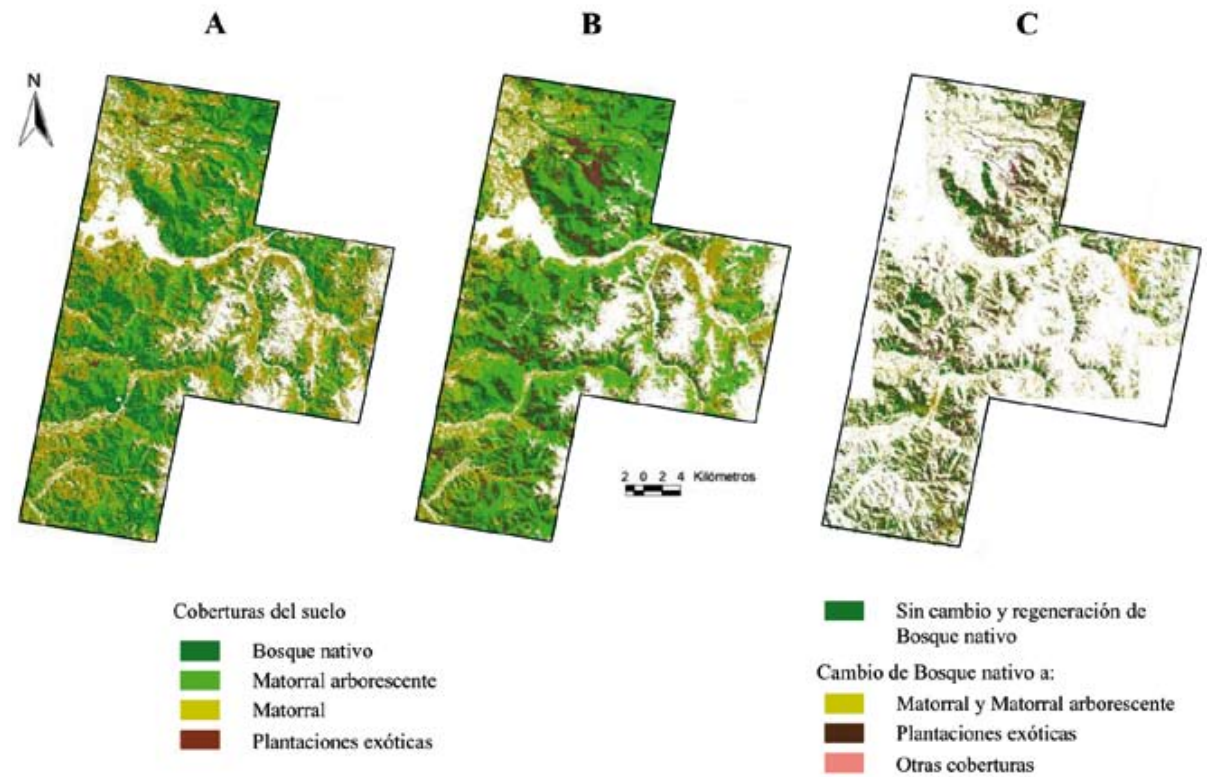 A
B
C
N
2 0 2 4 Kilómetros
Coberturas del suelo
Bosque nativo
Matorral arborescente
Matorral
Plantaciones exóticas
Sin cambio y regeneración de
Bosque nativo
Cambio de Bosque nativo a:
Matorral y Matorral arborescente
Plantaciones exóticas
Otras coberturas